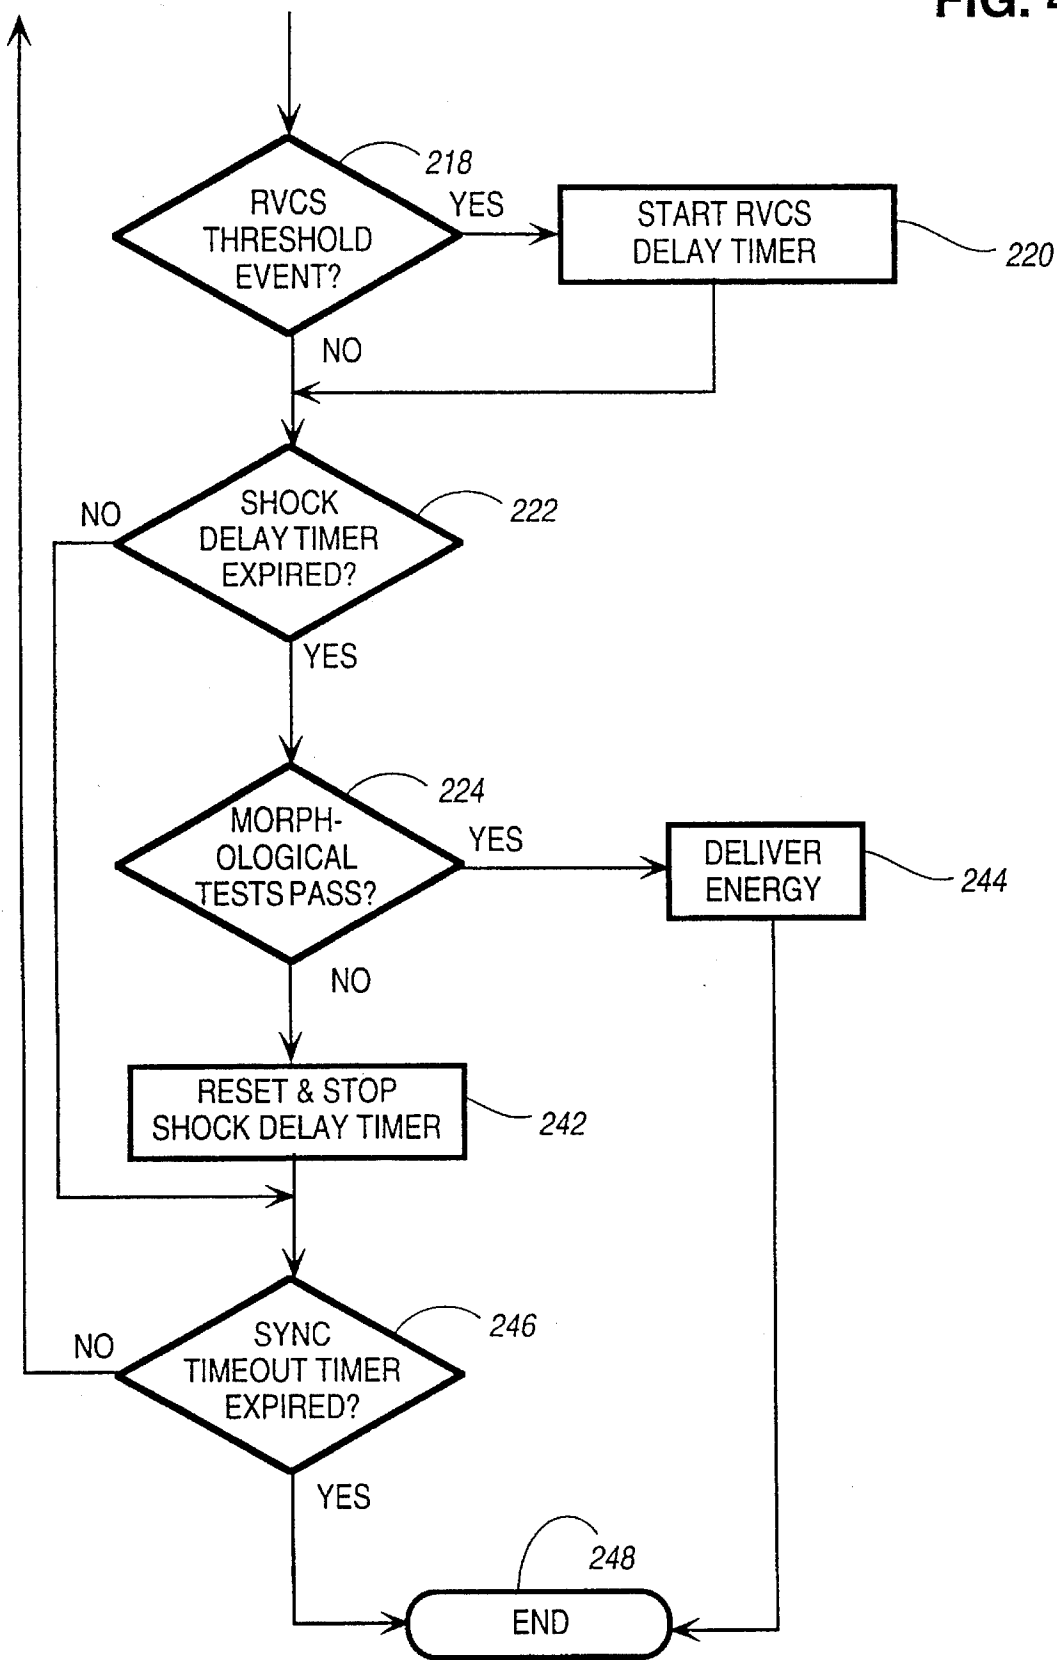 FIG. 4
218
RVCS
THRESHOLD
EVENT?
YES
START RVCS
DELAY TIMER
220
NO
SHOCK
DELAY TIMER
EXPIRED?
222
NO
YES
224
MORPH-
OLOGICAL
TESTS PASS?
YES
DELIVER
ENERGY
244
NO
RESET & STOP
SHOCK DELAY TIMER
242
246
SYNC
TIMEOUT TIMER
EXPIRED?
NO
YES
248
END